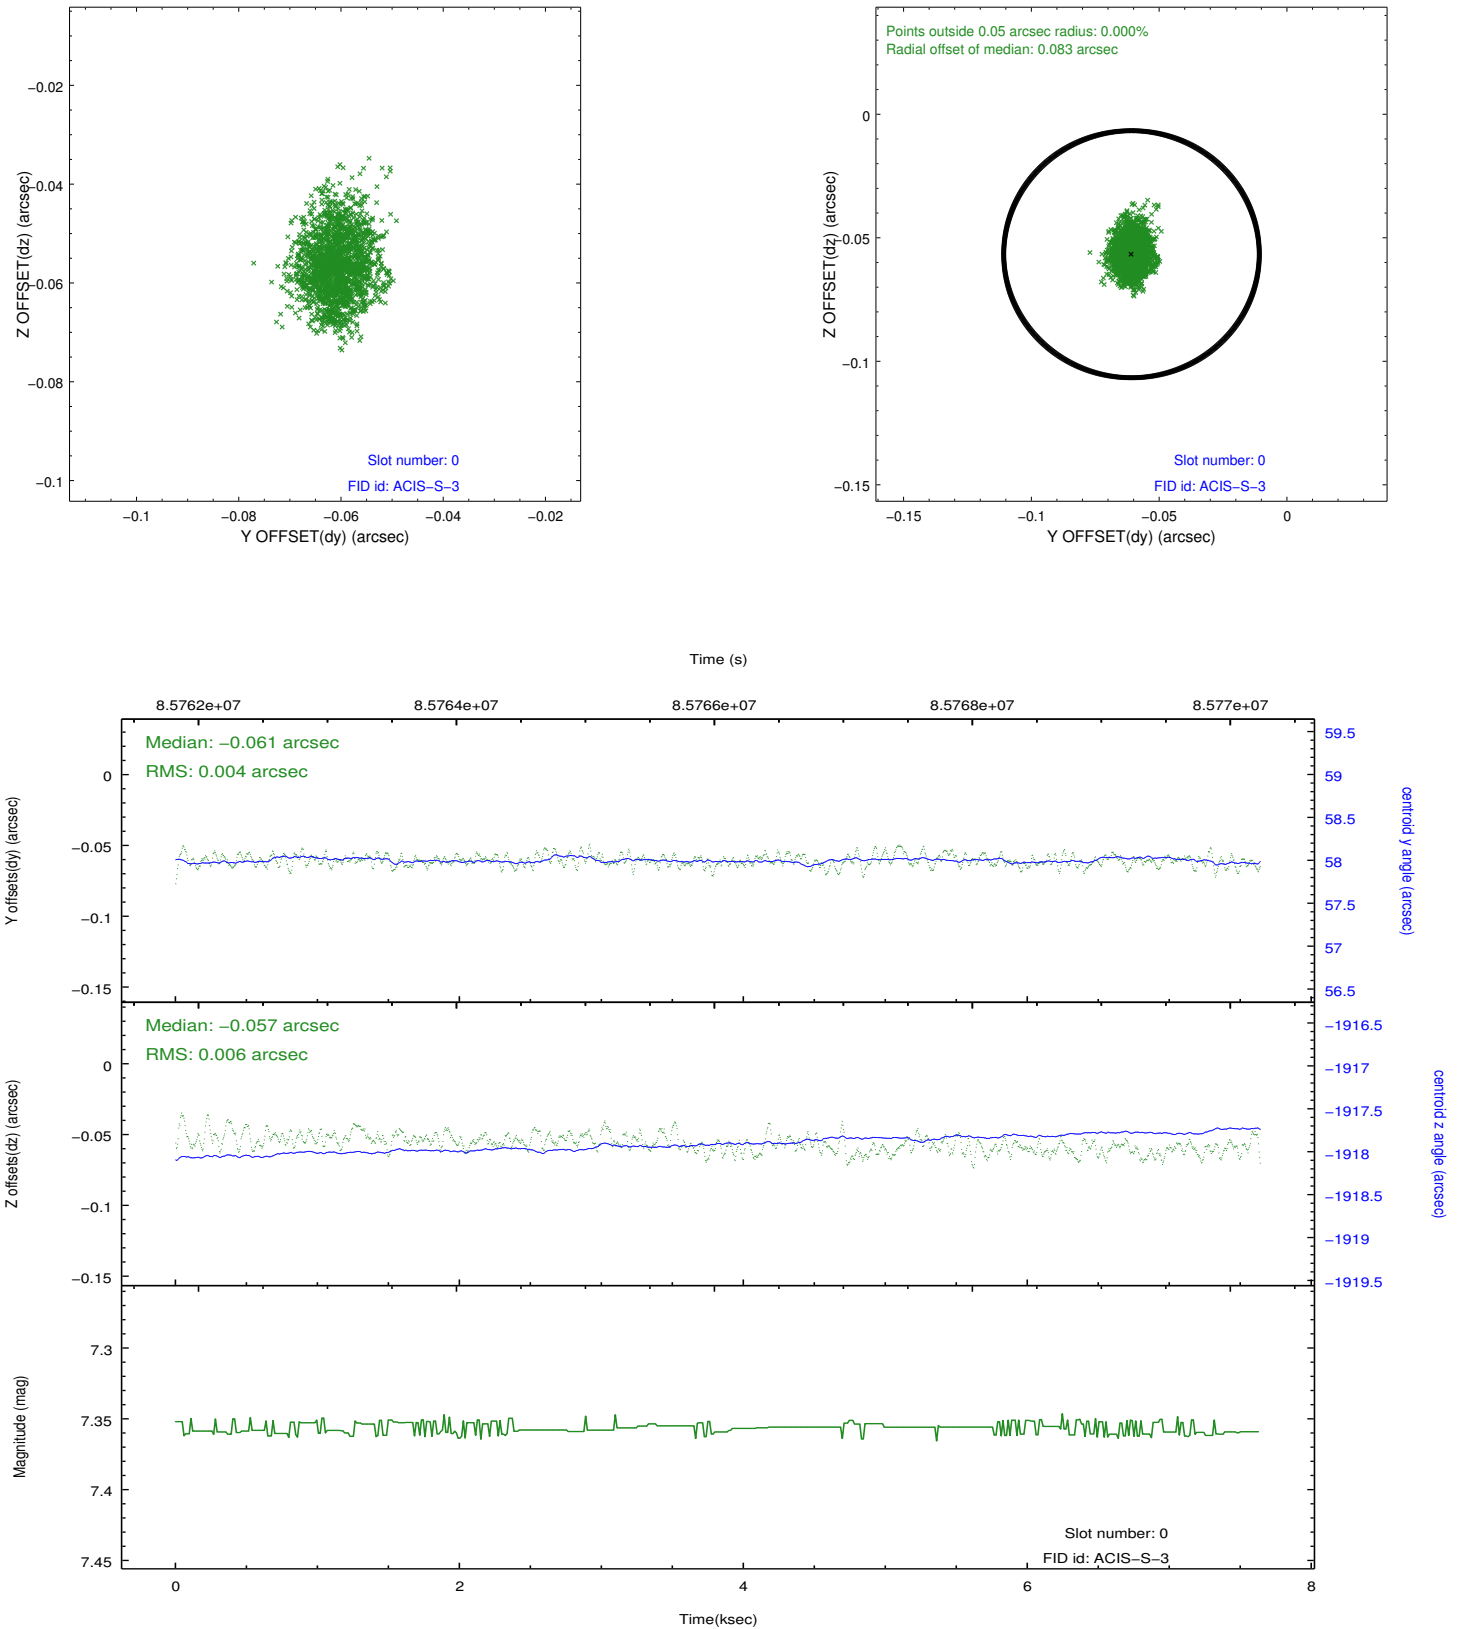 −0.02
−0.04
−0.06
−0.08
−0.1
Z OFFSET(dz) (arcsec)
Slot number: 0
FID id: ACIS−S−3
−0.1
−0.08
−0.06
−0.04
−0.02
Y OFFSET(dy) (arcsec)
Points outside 0.05 arcsec radius: 0.000%
Radial offset of median: 0.083 arcsec
0
−0.05
−0.1
−0.15
Z OFFSET(dz) (arcsec)
Slot number: 0
FID id: ACIS−S−3
−0.15
−0.1
−0.05
0
Y OFFSET(dy) (arcsec)
Time (s)
8.5762e+07
8.5764e+07
8.5766e+07
8.5768e+07
8.577e+07
Median: −0.061 arcsec
RMS: 0.004 arcsec
0
−0.05
−0.1
−0.15
Y offsets(dy) (arcsec)
59.5
59
58.5
58
57.5
57
56.5
centroid y angle (arcsec)
Median: −0.057 arcsec
RMS: 0.006 arcsec
0
−0.05
−0.1
−0.15
Z offsets(dz) (arcsec)
−1916.5
−1917
−1917.5
−1918
−1918.5
−1919
−1919.5
centroid z angle (arcsec)
7.3
7.35
7.4
7.45
Magnitude (mag)
Slot number: 0
FID id: ACIS−S−3
0
2
4
6
8
Time(ksec)